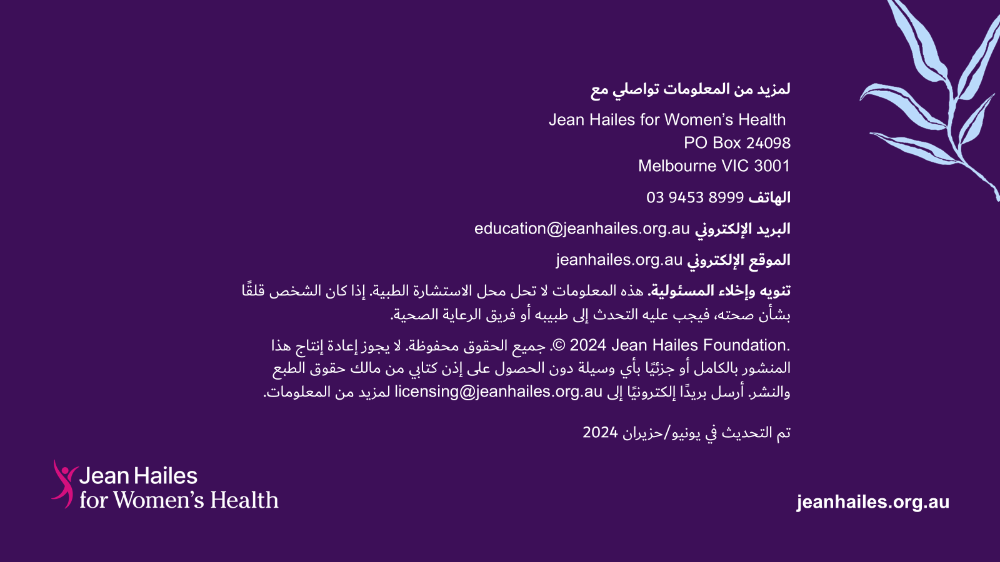 لمزيد من المعلومات تواصلي مع
Jean Hailes for Women’s Health
PO Box 24098
Melbourne VIC 3001
الهاتف 03 9453 8999
البريد الإلكتروني education@jeanhailes.org.au
الموقع الإلكتروني jeanhailes.org.au
تنويه وإخلاء المسئولية. هذه المعلومات لا تحل محل الاستشارة الطبية. إذا كان الشخص قلقًا
بشأن صحته، فيجب عليه التحدث إلى طبيبه أو فريق الرعاية الصحية.
.© 2024 Jean Hailes Foundation. جميع الحقوق محفوظة. لا يجوز إعادة إنتاج هذا
المنشور بالكامل أو جزئيًا بأي وسيلة دون الحصول على إذن كتابي من مالك حقوق الطبع
والنشر. أرسل بريدًا إلكترونيًا إلى licensing@jeanhailes.org.au لمزيد من المعلومات.
تم التحديث في يونيو/حزيران 2024
Jean Hailes
for Women’s Health
jeanhailes.org.au